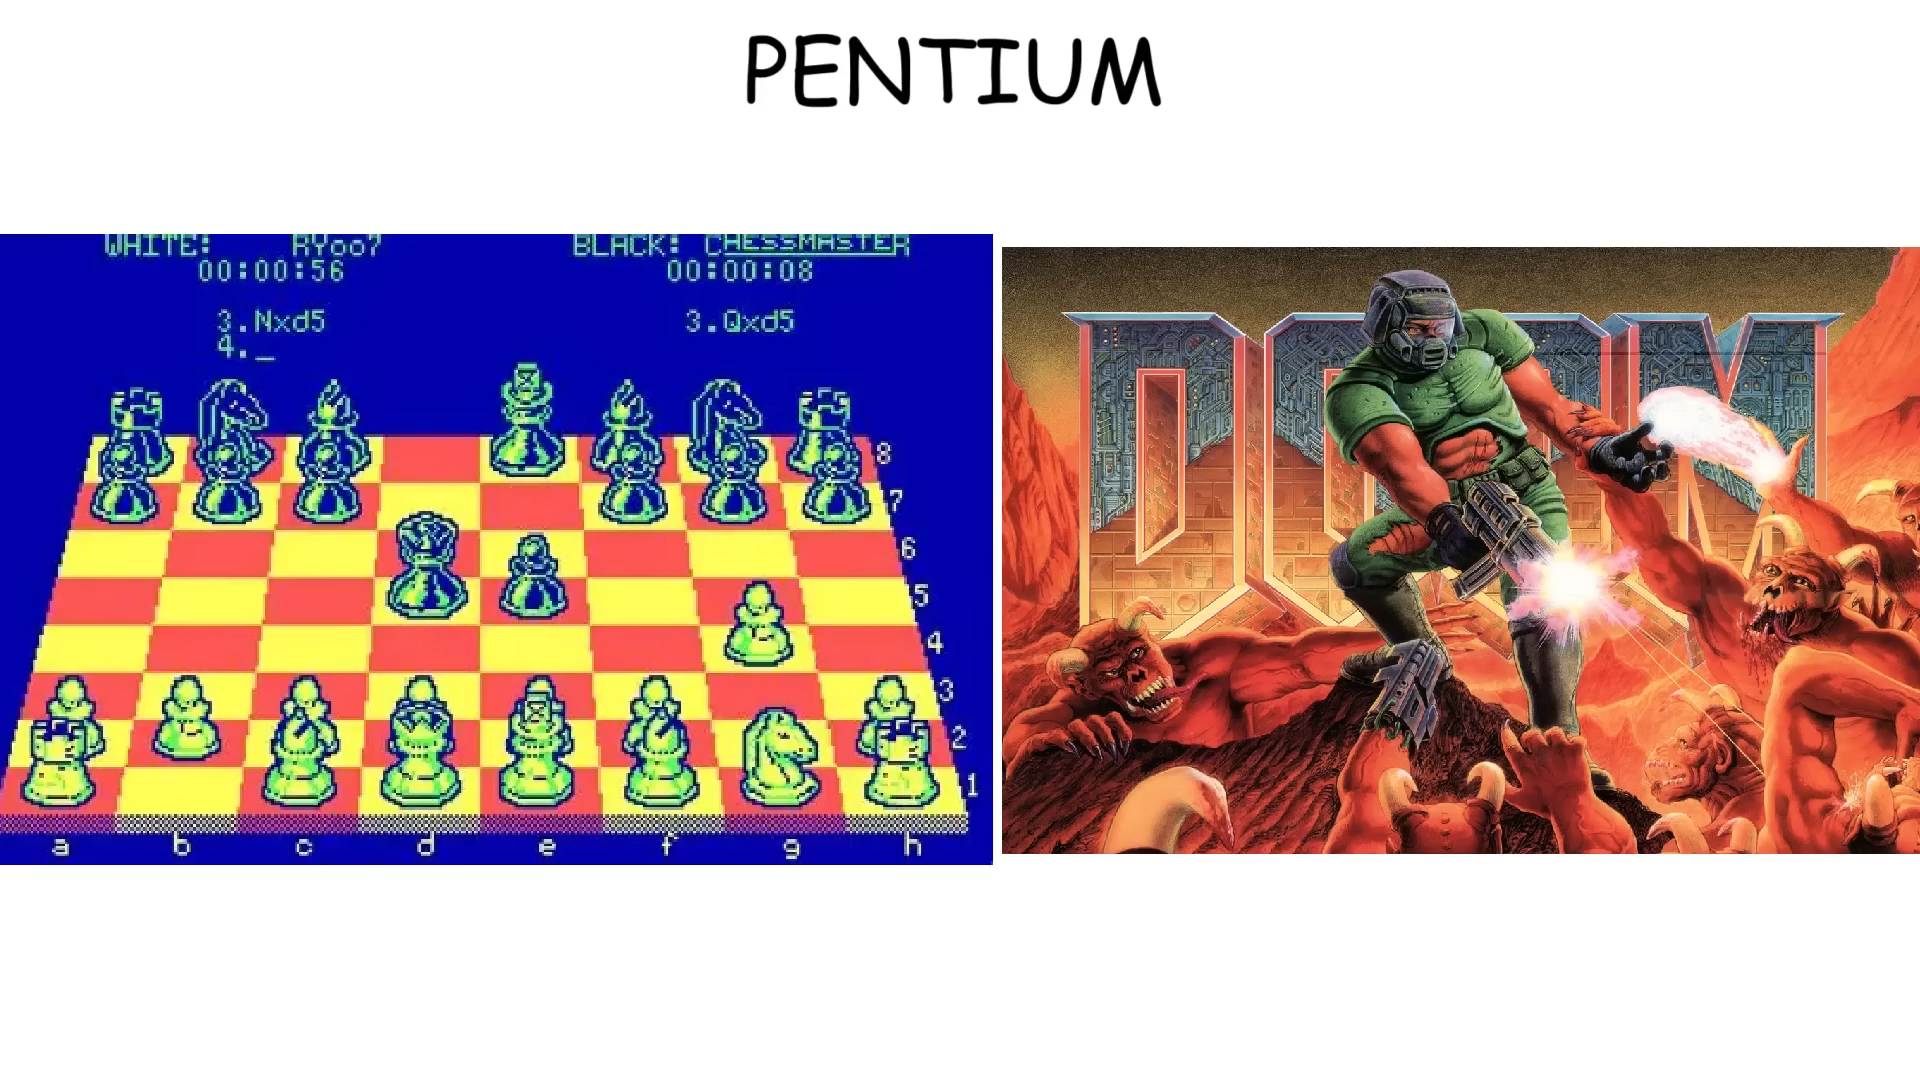 PENTIUM
WHITE: RYoo7 BLACK: CHESSMASTER
00:00:56 00:00:08
3.Nxd5 3.Qxd5
4._
8
7
6
5
4
3
2
1
a b c d e f g h
DOOM